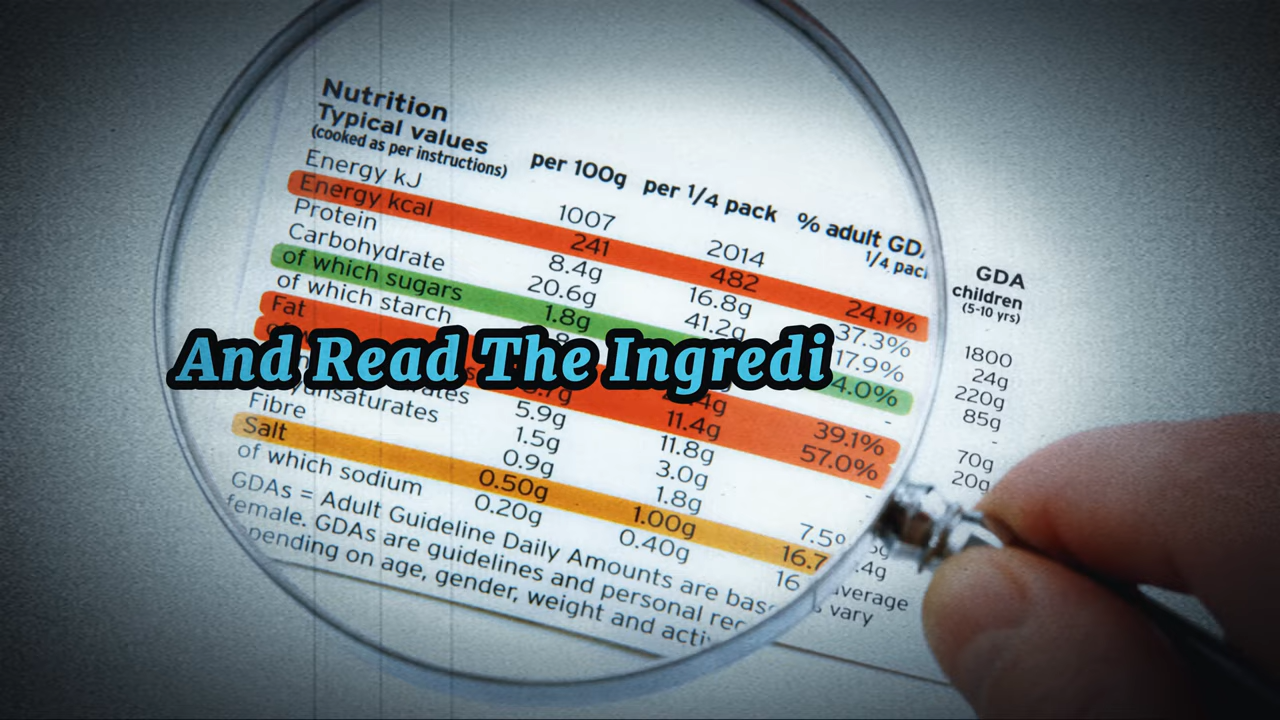 Nutrition
Typical values
(cooked as per instructions)
per 100g per 1/4 pack % adult GD
1/4 pac
GDA
children
(5-10 yrs)
Energy kJ 1007 2014
Energy kcal 241 482 24.1% 1800
Protein 8.4g 16.8g 37.3% 24g
Carbohydrate 20.6g 41.2g 17.9% 220g
of which sugars 1.8g 4.0% 85g
of which starch - -
Fat 39.1% 70g
And Read The Ingredi
11.4g 57.0% 20g
5.9g 11.8g -
1.5g 3.0g
Fibre 0.9g 1.8g 7.5
Salt 0.50g 1.00g 16.7
of which sodium 0.20g 0.40g 16 .4g
GDAs = Adult Guideline Daily Amounts are bas average
female. GDAs are guidelines and personal re vary
pending on age, gender, weight and acti